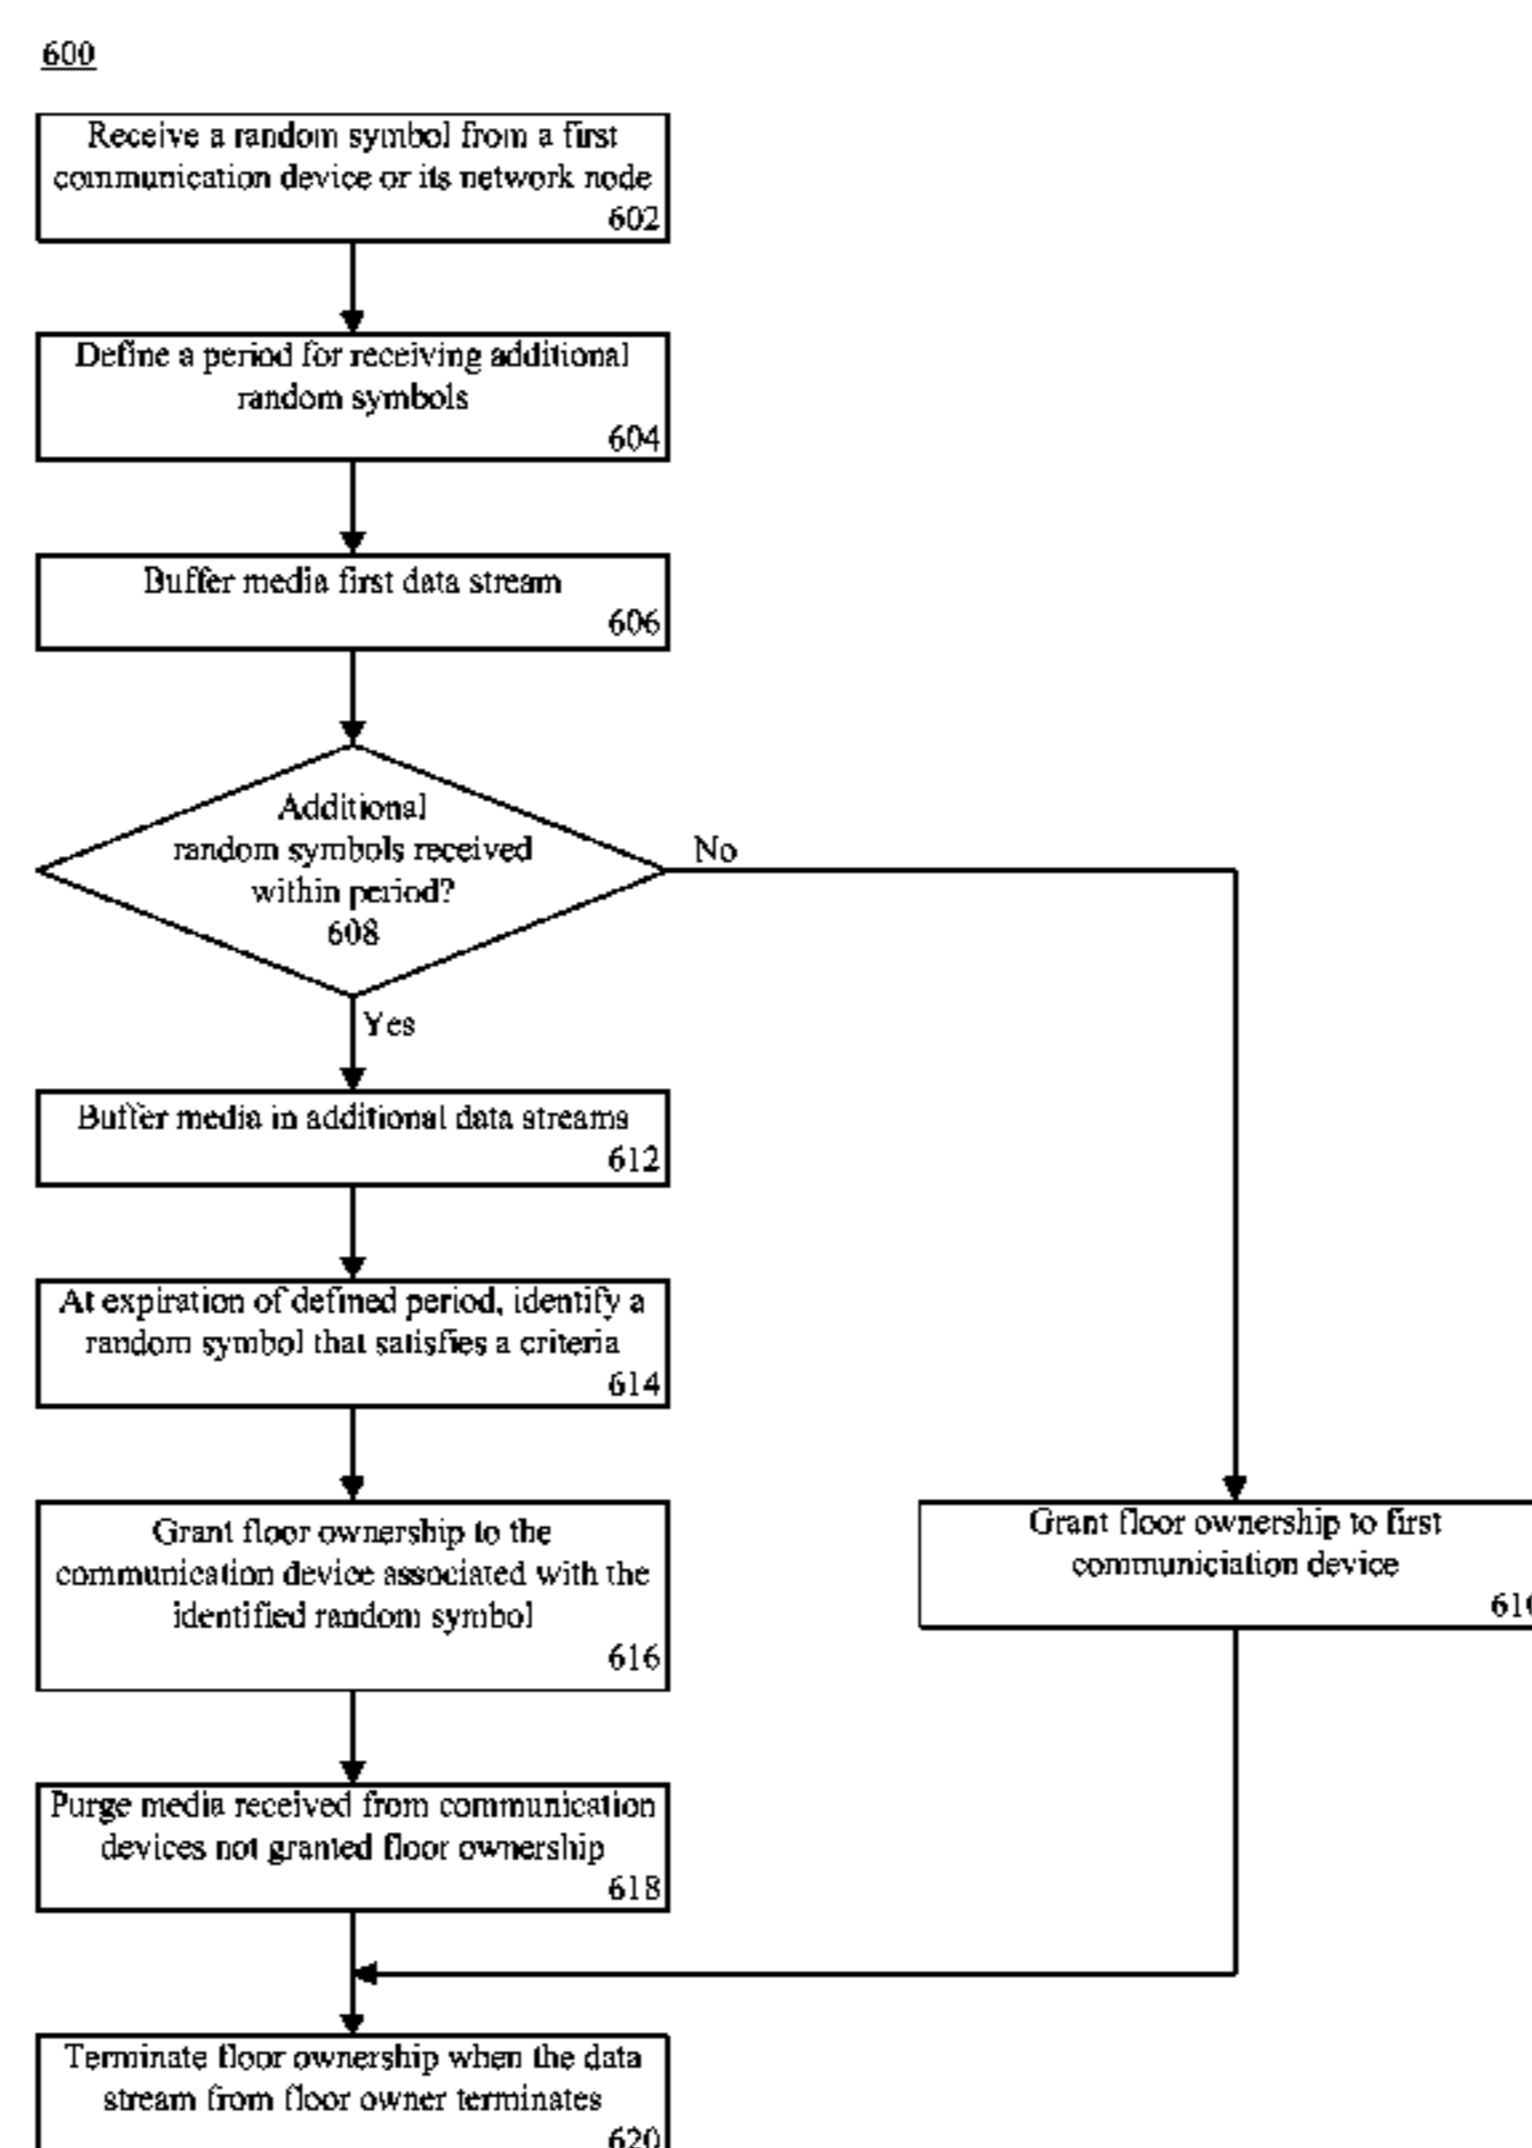 600
Receive a random symbol from a first
communication device or its network node
602
Define a period for receiving additional
random symbols
604
Buffer media first data stream
606
Additional
random symbols received
within period?
608
No
Yes
Buffer media in additional data streams
612
At expiration of defined period, identify a
random symbol that satisfies a criteria
614
Grant floor ownership to the
communication device associated with the
identified random symbol
616
Grant floor ownership to first
communiciation device
Purge media received from communication
devices not granted floor ownership
618
Terminate floor ownership when the data
stream from floor owner terminates
620